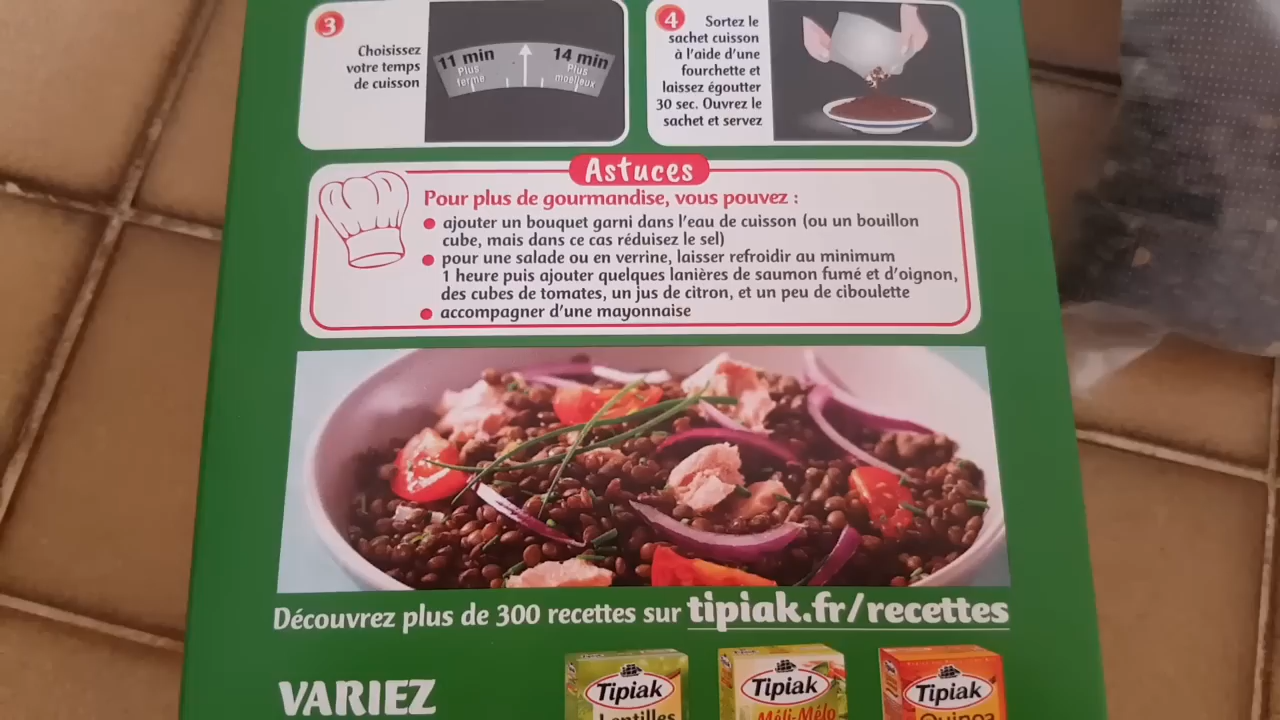 3
Choisissez
votre temps
de cuisson
11 min
Plus
ferme
14 min
Plus
moelleux
4
Sortez le
sachet cuisson
à l'aide d'une
fourchette et
laissez égoutter
30 sec. Ouvrez le
sachet et servez
Astuces
Pour plus de gourmandise, vous pouvez :
• ajouter un bouquet garni dans l'eau de cuisson (ou un bouillon
cube, mais dans ce cas réduisez le sel)
• pour une salade ou en verrine, laisser refroidir au minimum
1 heure puis ajouter quelques lanières de saumon fumé et d'oignon,
des cubes de tomates, un jus de citron, et un peu de ciboulette
• accompagner d'une mayonnaise
Découvrez plus de 300 recettes sur tipiak.fr/recettes
VARIEZ
Tipiak
Lentilles
Tipiak
Méli-Mélo
Tipiak
Quinoa